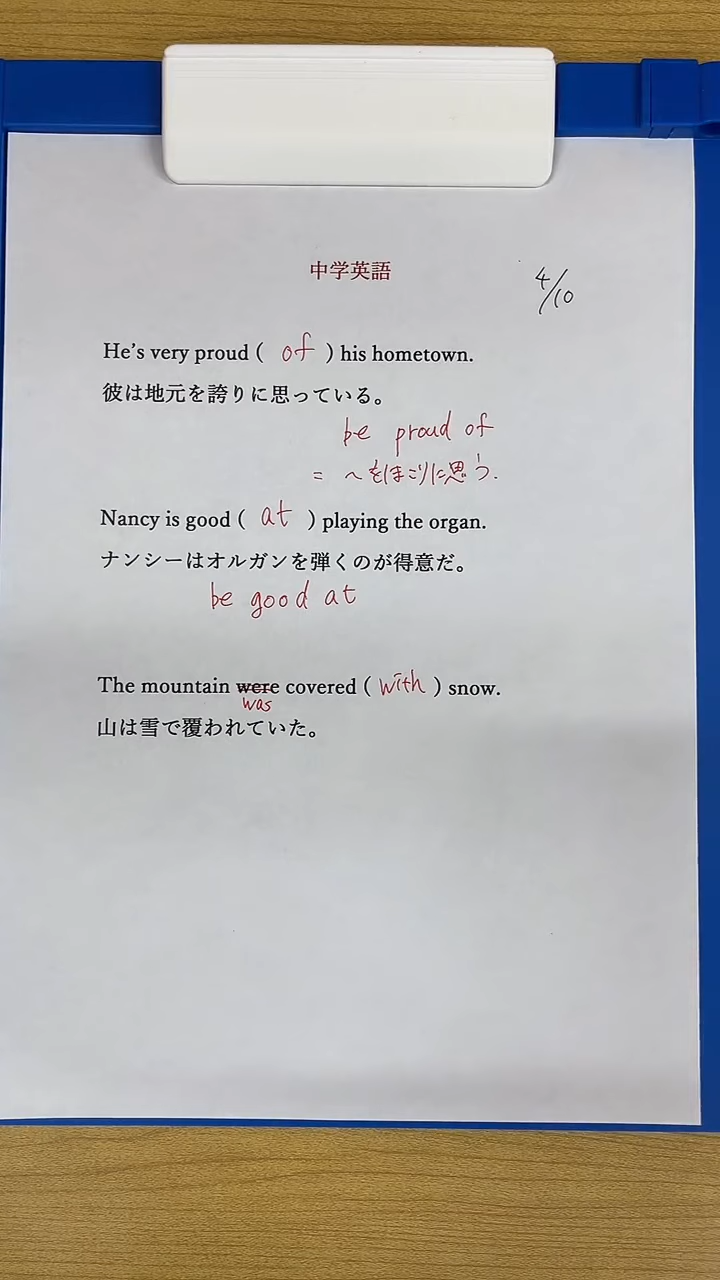 中学英語
4/10
He's very proud ( of ) his hometown.
彼は地元を誇りに思っている。
be proud of
= ～をほこりに思う.
Nancy is good ( at ) playing the organ.
ナンシーはオルガンを弾くのが得意だ。
be good at
The mountain were covered ( with ) snow.
was
山は雪で覆われていた。